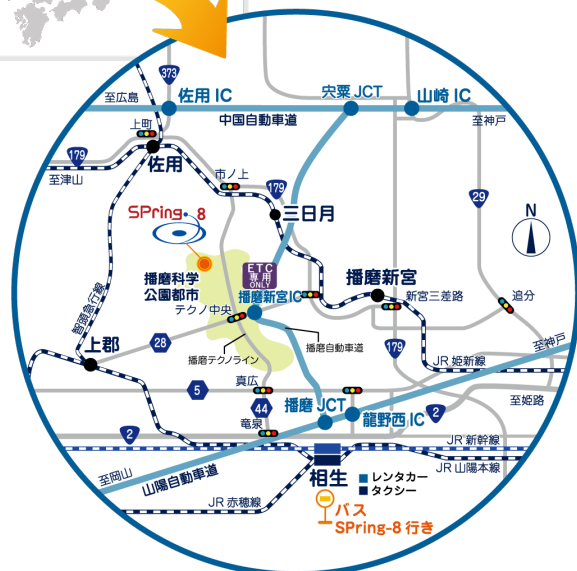 373
至広島
佐用 IC
宍粟 JCT
山崎 IC
中国自動車道
至神戸
上町
179
佐用
至津山
市ノ上
179
29
N
SPring-8
三日月
播磨科学
公園都市
ETC
専用
ONLY
播磨新宮
播磨新宮IC
新宮三差路
追分
テクノ中央
智頭急行線
上郡
28
播磨テクノライン
播磨自動車道
179
至神戸
JR 姫新線
5
真広
44
播磨 JCT
龍野西 IC
2
至姫路
竜泉
2
JR 新幹線
JR 山陽本線
至岡山
山陽自動車道
相生
レンタカー
タクシー
JR 赤穂線
バス
SPring-8 行き